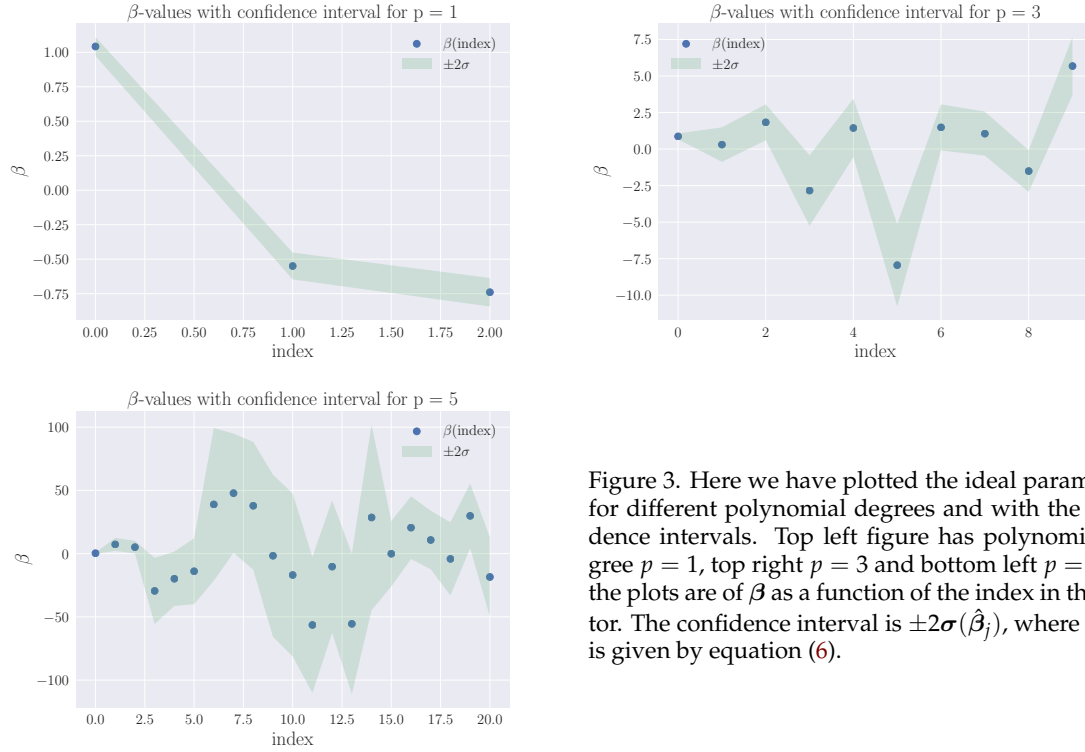 β-values with confidence interval for p = 1
β(index)
±2σ
1.00
0.75
0.50
0.25
0.00
−0.25
−0.50
−0.75
β
0.00 0.25 0.50 0.75 1.00 1.25 1.50 1.75 2.00
index
β-values with confidence interval for p = 3
β(index)
±2σ
7.5
5.0
2.5
0.0
−2.5
−5.0
−7.5
−10.0
β
0 2 4 6 8
index
β-values with confidence interval for p = 5
β(index)
±2σ
100
50
0
−50
−100
β
0.0 2.5 5.0 7.5 10.0 12.5 15.0 17.5 20.0
index
Figure 3. Here we have plotted the ideal param
for different polynomial degrees and with the
dence intervals. Top left figure has polynomi
gree p = 1, top right p = 3 and bottom left p =
the plots are of β as a function of the index in th
tor. The confidence interval is ±2σ(β̂j), where
is given by equation (6).